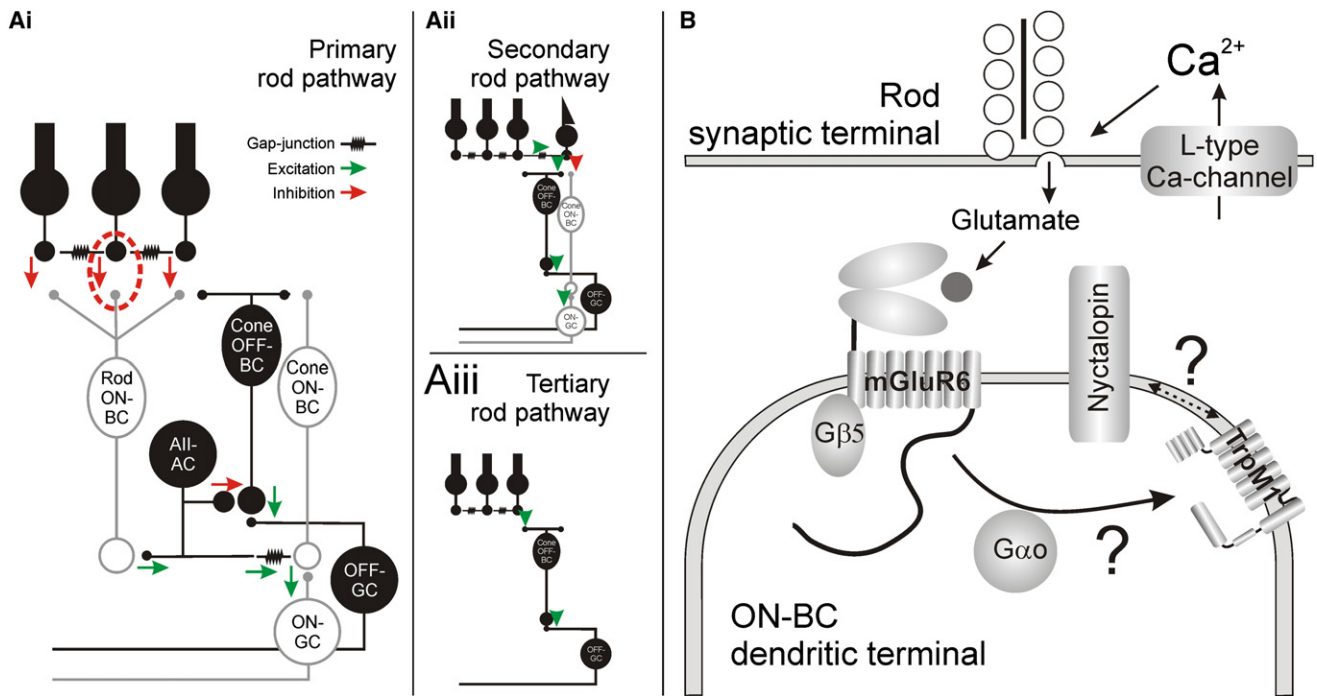 Ai
Primary
rod pathway
Gap-junction
Excitation
Inhibition
Rod
ON-
BC
Cone
OFF-
BC
Cone
ON-
BC
AII-
AC
OFF-
GC
ON-
GC
Aii
Secondary
rod pathway
Cone
OFF-
BC
Cone
ON-
BC
OFF-
GC
ON-
GC
Aiii
Tertiary
rod pathway
Cone
OFF-
BC
OFF-
GC
B
Rod
synaptic terminal
Ca2+
L-type
Ca-channel
Glutamate
mGluR6
Gβ5
Nyctalopin
?
TrpM1
Gαo
?
ON-BC
dendritic terminal